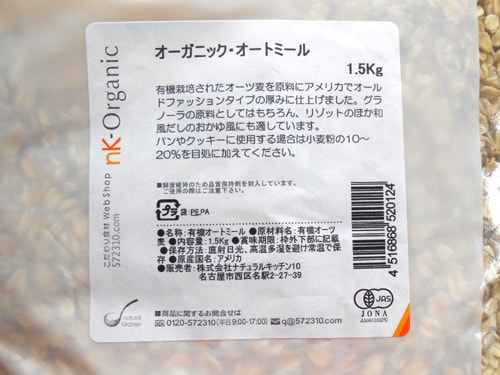 オーガニック・オートミール
1.5Kg
有機栽培されたオーツ麦を原料にアメリカでオール
ドファッションタイプの厚みに仕上げました。グラ
ノーラの原料としてはもちろん、リゾットのほか和
風だしのおかゆ風にも適しています。
パンやクッキーに使用する場合は小麦粉の10〜
20%を目処に加えてください。
■鮮度維持のため品質保持剤を封入しています。
ご使用の際はご注意下さい。
プラ 袋:PE,PA
●名称:有機オートミール ●原材料名:有機オーツ
麦 ●内容量:1.5Kg ●賞味期限:枠外下部に記載
●保存方法:直射日光、高温多湿を避け常温で保
存 ●原産国名:アメリカ
●販売者:株式会社ナチュラルキッチン10
名古屋市西区名駅2-27-39
■商品に関するお問合せは
0120-572310(平日9:00-17:00) q@572310.com
4516868520124
JAS
JONA
nK-Organic
こだわり食材 Web Shop
572310.com
natural
kitchen